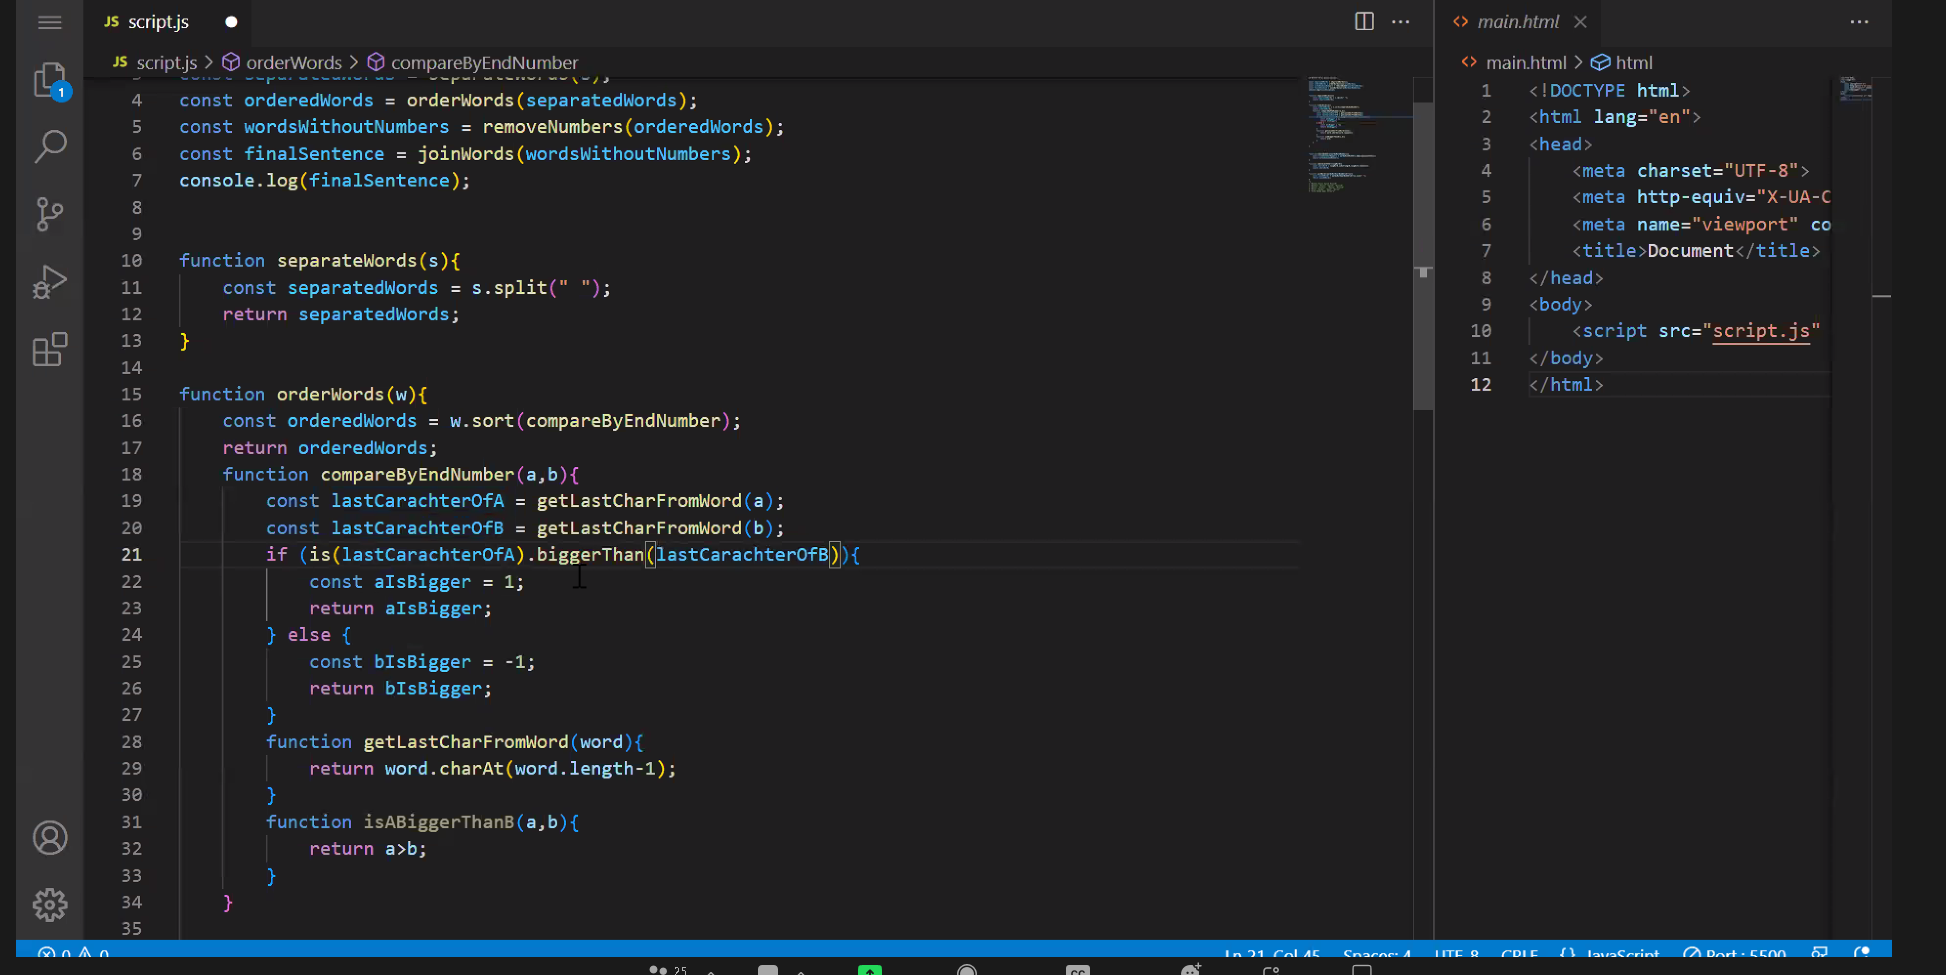 JS script.js
main.html
JS script.js > orderWords > compareByEndNumber
main.html > html
3 const separatedWords = separateWords(s);
4 const orderedWords = orderWords(separatedWords);
5 const wordsWithoutNumbers = removeNumbers(orderedWords);
6 const finalSentence = joinWords(wordsWithoutNumbers);
7 console.log(finalSentence);
8
9
10 function separateWords(s){
11 const separatedWords = s.split(" ");
12 return separatedWords;
13 }
14
15 function orderWords(w){
16 const orderedWords = w.sort(compareByEndNumber);
17 return orderedWords;
18 function compareByEndNumber(a,b){
19 const lastCarachterOfA = getLastCharFromWord(a);
20 const lastCarachterOfB = getLastCharFromWord(b);
21 if (is(lastCarachterOfA).biggerThan(lastCarachterOfB)){
22 const aIsBigger = 1;
23 return aIsBigger;
24 } else {
25 const bIsBigger = -1;
26 return bIsBigger;
27 }
28 function getLastCharFromWord(word){
29 return word.charAt(word.length-1);
30 }
31 function isABiggerThanB(a,b){
32 return a>b;
33 }
34 }
35
1 <!DOCTYPE html>
2 <html lang="en">
3 <head>
4 <meta charset="UTF-8">
5 <meta http-equiv="X-UA-C
6 <meta name="viewport" co
7 <title>Document</title>
8 </head>
9 <body>
10 <script src="script.js"
11 </body>
12 </html>
1
0 0 Ln 21, Col 45 Spaces: 4 UTF-8 CRLF {} JavaScript Port : 5500
25 CC